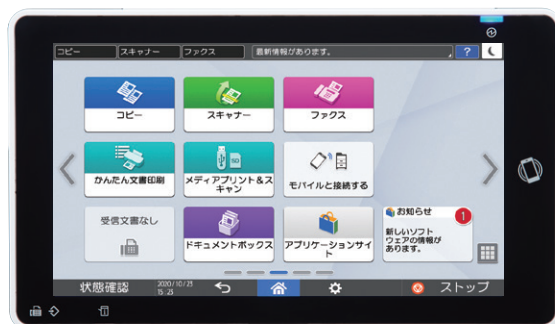 コピー
スキャナー
ファックス
最新情報があります。
?
コピー
スキャナー
ファックス
かんたん文書印刷
SD
メディアプリント&ス
キャン
モバイルと接続する
受信文書なし
ドキュメントボックス
アプリケーションサイ
ト
お知らせ
1
新しいソフト
ウェアの情報が
あります。
状態確認
2020/10/23
15:23
ストップ